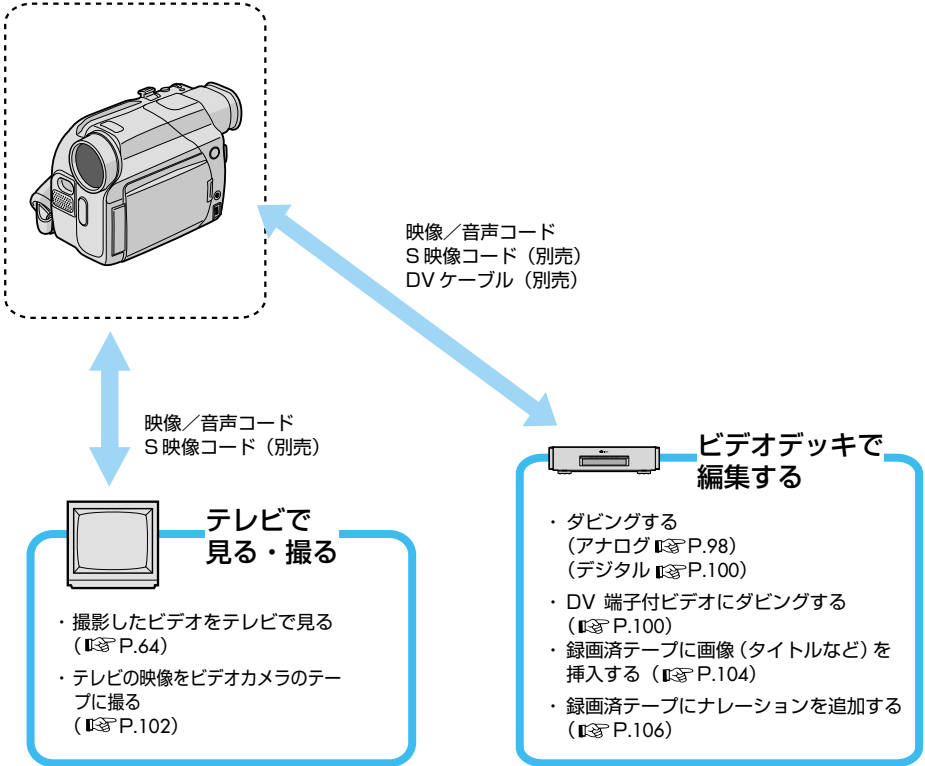 映像／音声コード
S映像コード（別売）
DVケーブル（別売）
映像／音声コード
S映像コード（別売）
テレビで
見る・撮る
・撮影したビデオをテレビで見る
（☞P.64）
・テレビの映像をビデオカメラのテー
プに撮る
（☞P.102）
ビデオデッキで
編集する
・ダビングする
（アナログ☞P.98）
（デジタル☞P.100）
・DV 端子付ビデオにダビングする
（☞P.100）
・録画済テープに画像（タイトルなど）を
挿入する（☞P.104）
・録画済テープにナレーションを追加する
（☞P.106）